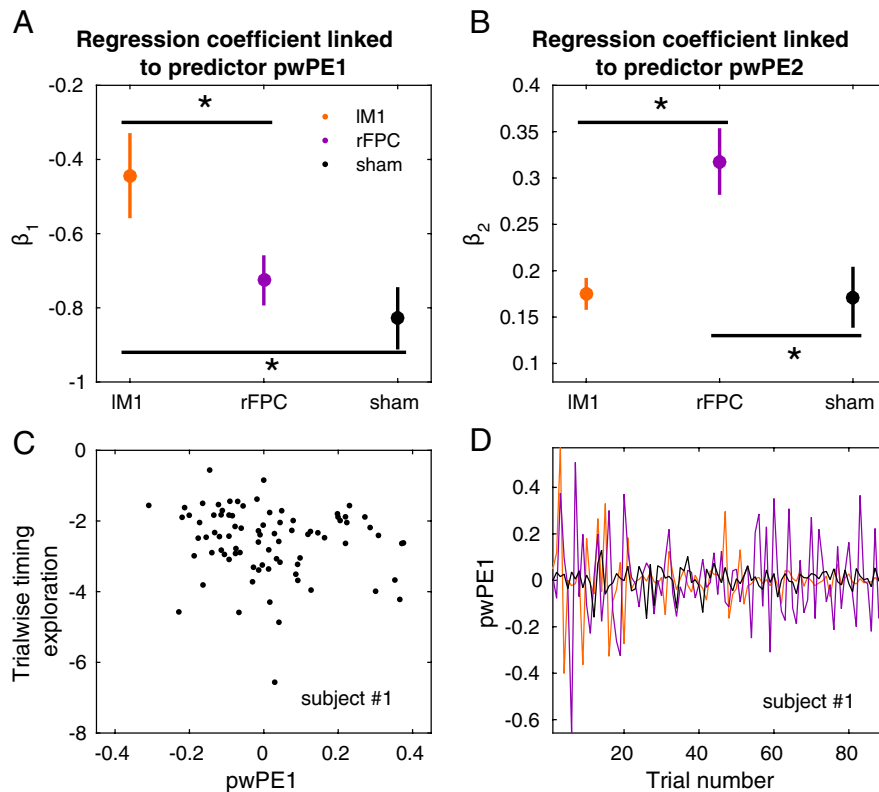 A
Regression coefficient linked
to predictor pwPE1
-0.2
-0.4
-0.6
-0.8
-1
β1
*
lM1
rFPC
sham
*
lM1
rFPC
sham
B
Regression coefficient linked
to predictor pwPE2
0.4
0.35
0.3
0.25
0.2
0.15
0.1
β2
*
*
lM1
rFPC
sham
C
0
-2
-4
-6
-8
Trialwise timing
exploration
subject #1
-0.4
-0.2
0
0.2
0.4
pwPE1
D
0.4
0.2
0
-0.2
-0.4
-0.6
pwPE1
subject #1
20
40
60
80
Trial number